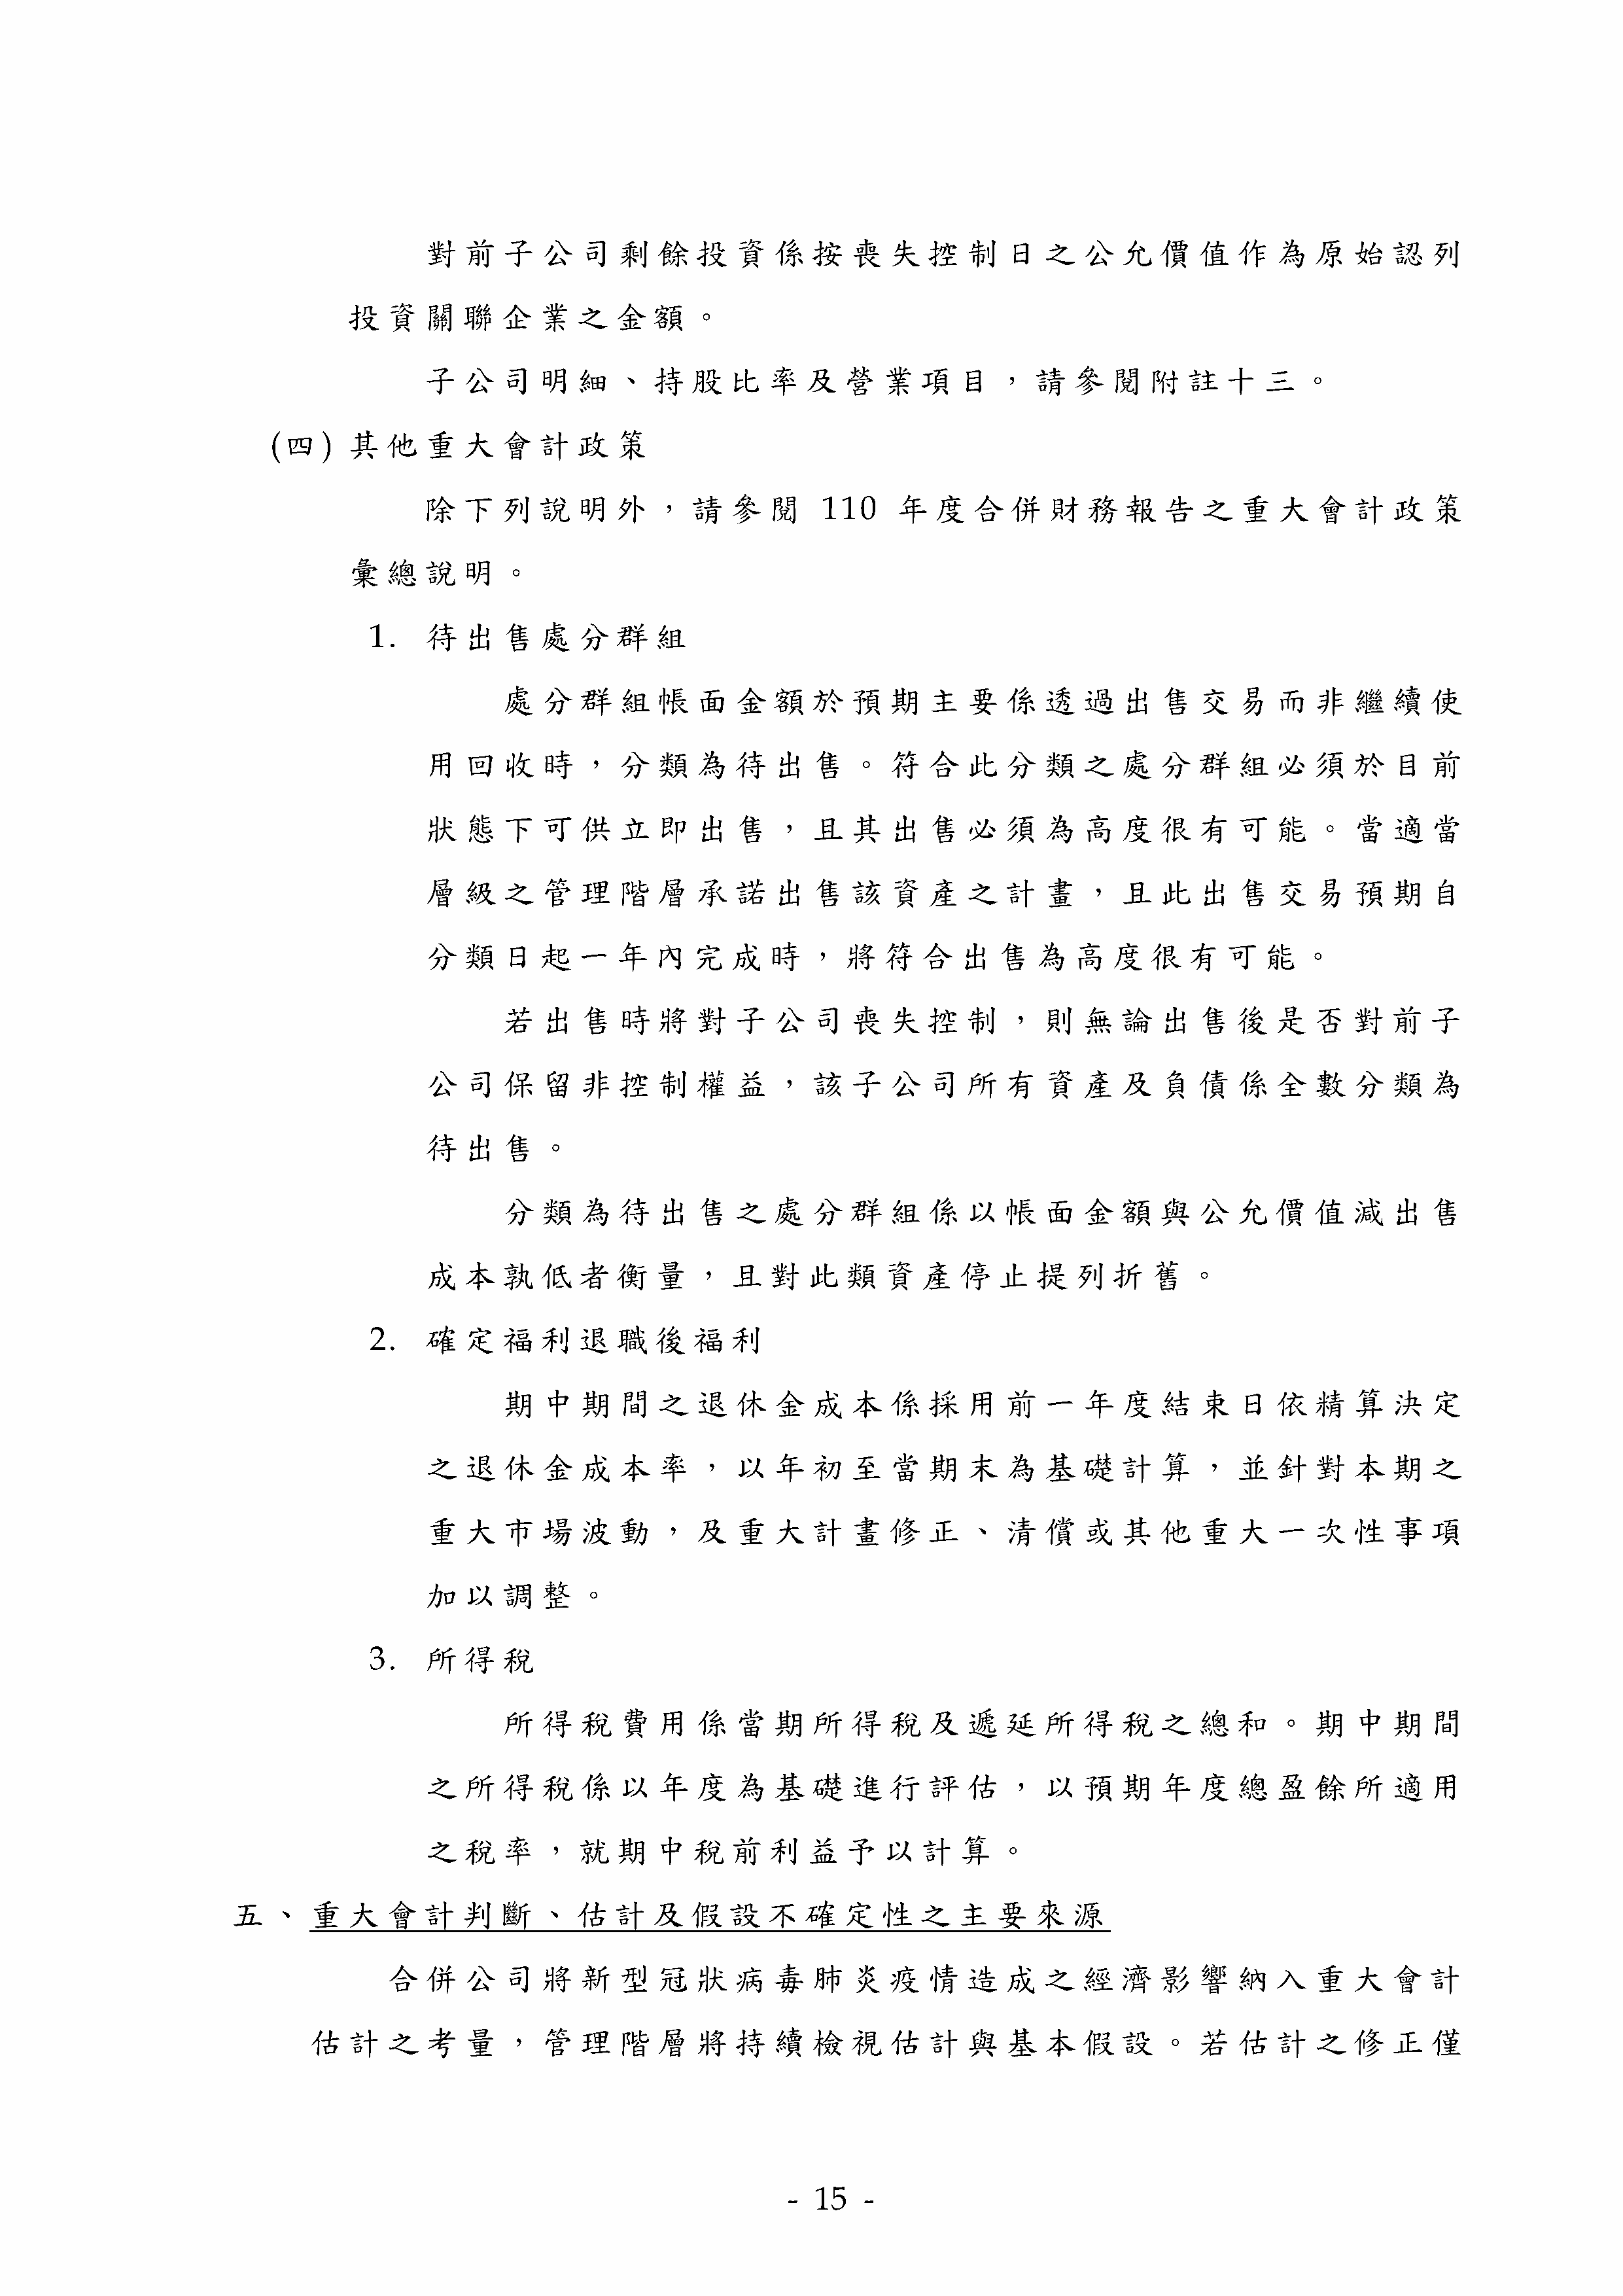 對前子公司剩餘投資係按喪失控制日之公允價值作為原始認列
投資關聯企業之金額。
子公司明細、持股比率及營業項目，請參閱附註十三。
(四) 其他重大會計政策
除下列說明外，請參閱 110 年度合併財務報告之重大會計政策
彙總說明。
1. 待出售處分群組
處分群組帳面金額於預期主要係透過出售交易而非繼續使
用回收時，分類為待出售。符合此分類之處分群組必須於目前
狀態下可供立即出售，且其出售必須為高度很有可能。當適當
層級之管理階層承諾出售該資產之計畫，且此出售交易預期自
分類日起一年內完成時，將符合出售為高度很有可能。
若出售時將對子公司喪失控制，則無論出售後是否對前子
公司保留非控制權益，該子公司所有資產及負債係全數分類為
待出售。
分類為待出售之處分群組係以帳面金額與公允價值減出售
成本孰低者衡量，且對此類資產停止提列折舊。
2. 確定福利退職後福利
期中期間之退休金成本係採用前一年度結束日依精算決定
之退休金成本率，以年初至當期末為基礎計算，並針對本期之
重大市場波動，及重大計畫修正、清償或其他重大一次性事項
加以調整。
3. 所得稅
所得稅費用係當期所得稅及遞延所得稅之總和。期中期間
之所得稅係以年度為基礎進行評估，以預期年度總盈餘所適用
之稅率，就期中稅前利益予以計算。
五、重大會計判斷、估計及假設不確定性之主要來源
合併公司將新型冠狀病毒肺炎疫情造成之經濟影響納入重大會計
估計之考量，管理階層將持續檢視估計與基本假設。若估計之修正僅
- 15 -